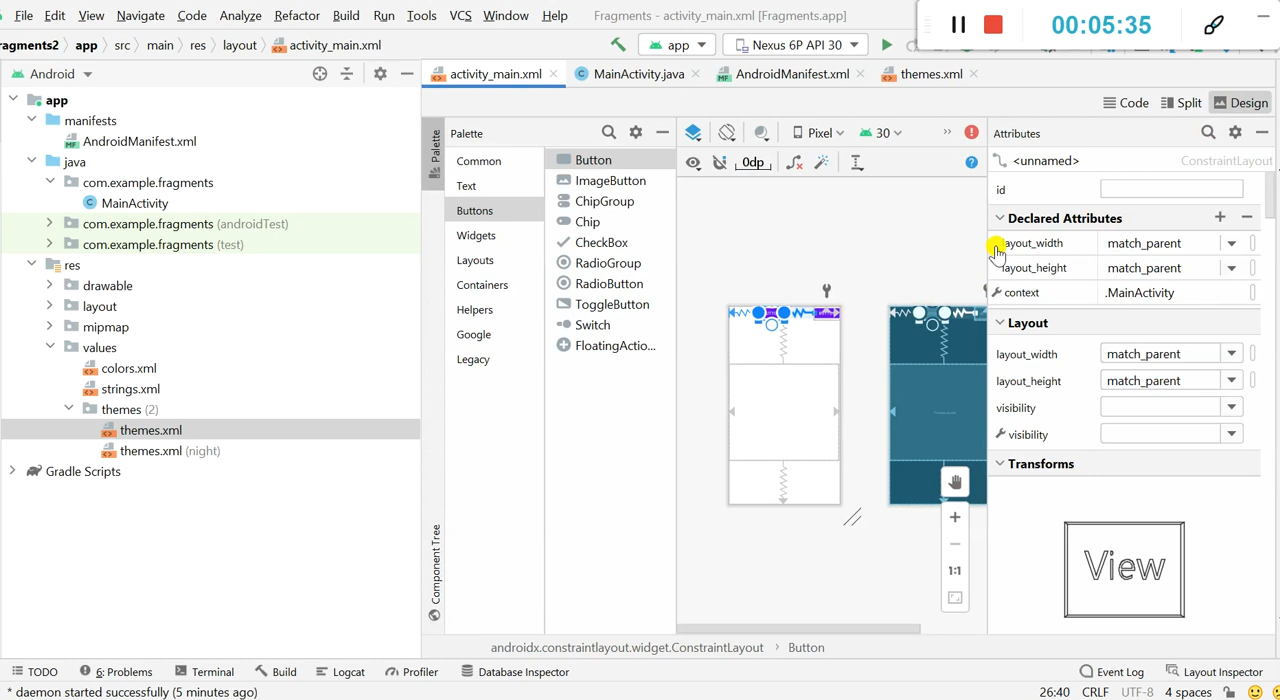 File Edit View Navigate Code Analyze Refactor Build Run Tools VCS Window Help Fragments - activity_main.xml [Fragments.app]
00:05:35
ragments2 app src main res layout activity_main.xml app Nexus 6P API 30
Android
activity_main.xml MainActivity.java AndroidManifest.xml themes.xml
Code Split Design
app
manifests
AndroidManifest.xml
java
com.example.fragments
MainActivity
com.example.fragments (androidTest)
com.example.fragments (test)
res
drawable
layout
mipmap
values
colors.xml
strings.xml
themes (2)
themes.xml
themes.xml (night)
Gradle Scripts
Palette
Component Tree
Palette
Common
Text
Buttons
Widgets
Layouts
Containers
Helpers
Google
Legacy
Button
ImageButton
ChipGroup
Chip
CheckBox
RadioGroup
RadioButton
ToggleButton
Switch
FloatingActio...
Pixel 30
0dp
1:1
Attributes
<unnamed> ConstraintLayout
id
Declared Attributes
layout_width match_parent
layout_height match_parent
context .MainActivity
Layout
layout_width match_parent
layout_height match_parent
visibility
visibility
Transforms
View
androidx.constraintlayout.widget.ConstraintLayout › Button
TODO 6: Problems Terminal Build Logcat Profiler Database Inspector Event Log Layout Inspector
* daemon started successfully (5 minutes ago) 26:40 CRLF UTF-8 4 spaces